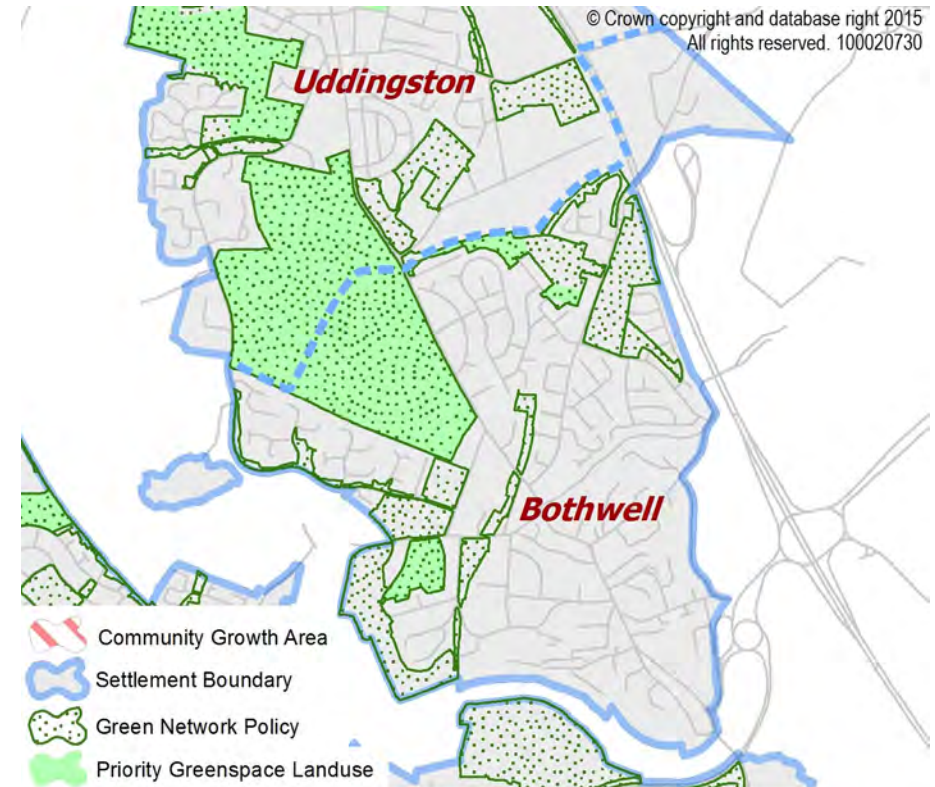 © Crown copyright and database right 2015
All rights reserved. 100020730
Uddingston
Bothwell
Community Growth Area
Settlement Boundary
Green Network Policy
Priority Greenspace Landuse